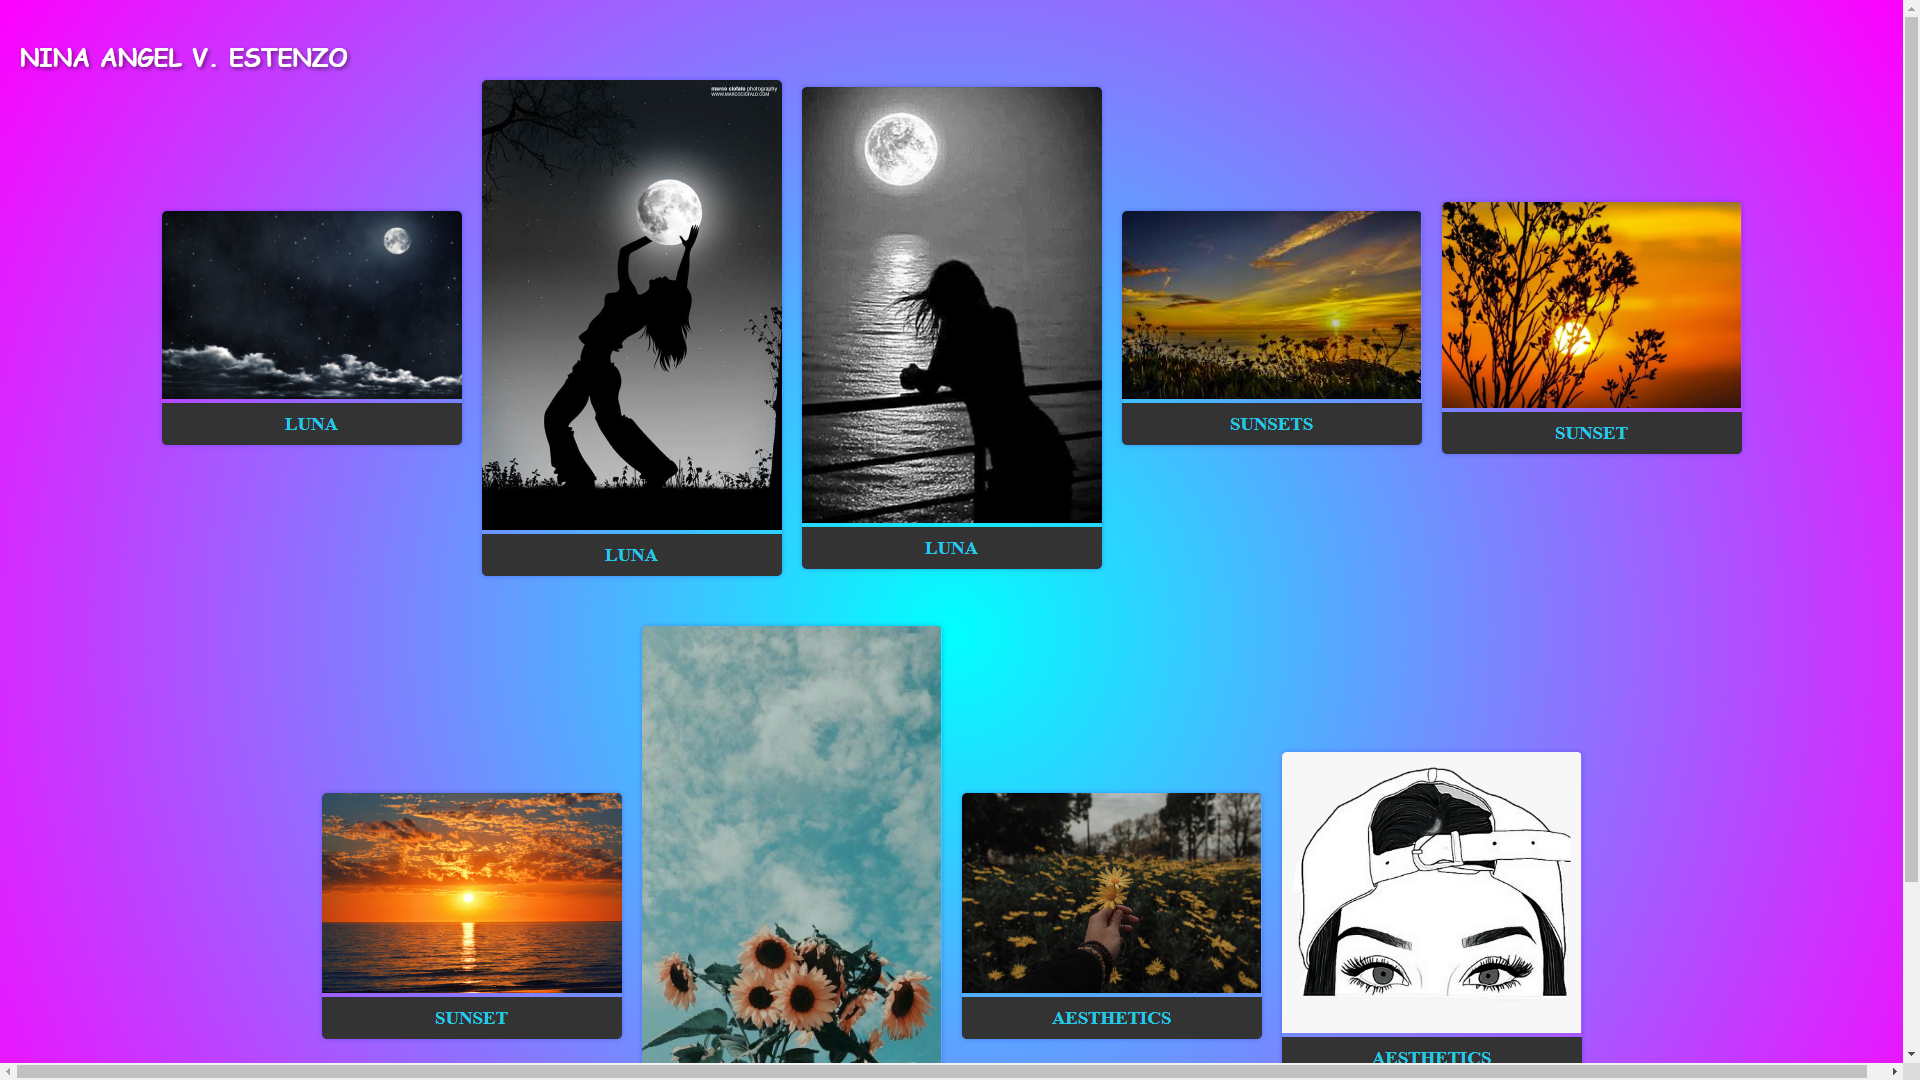 NINA ANGEL V. ESTENZO
marco ciofalo photography
WWW.MARCOCIOFALO.COM
LUNA
LUNA
LUNA
SUNSETS
SUNSET
SUNSET
AESTHETICS
AESTHETICS